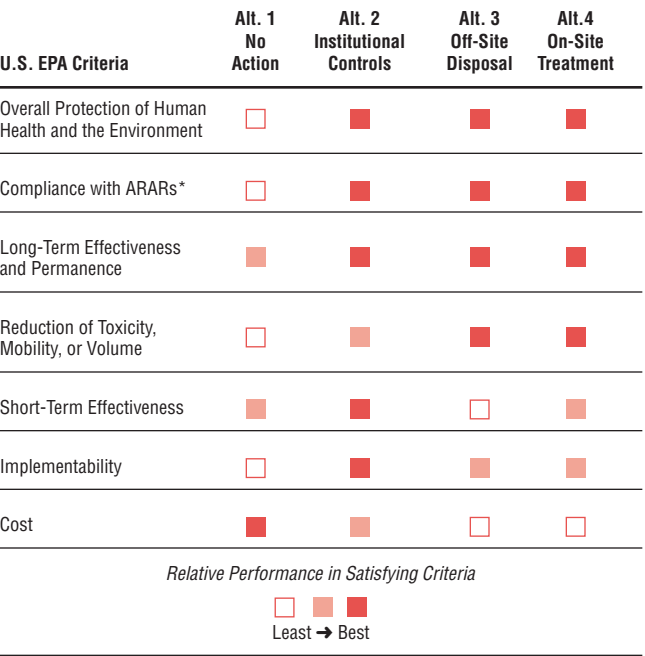 Alt. 1 Alt. 2 Alt. 3 Alt.4
No Institutional Off-Site On-Site
U.S. EPA Criteria Action Controls Disposal Treatment
Overall Protection of Human
Health and the Environment
Compliance with ARARs*
Long-Term Effectiveness
and Permanence
Reduction of Toxicity,
Mobility, or Volume
Short-Term Effectiveness
Implementability
Cost
Relative Performance in Satisfying Criteria
Least ➔ Best